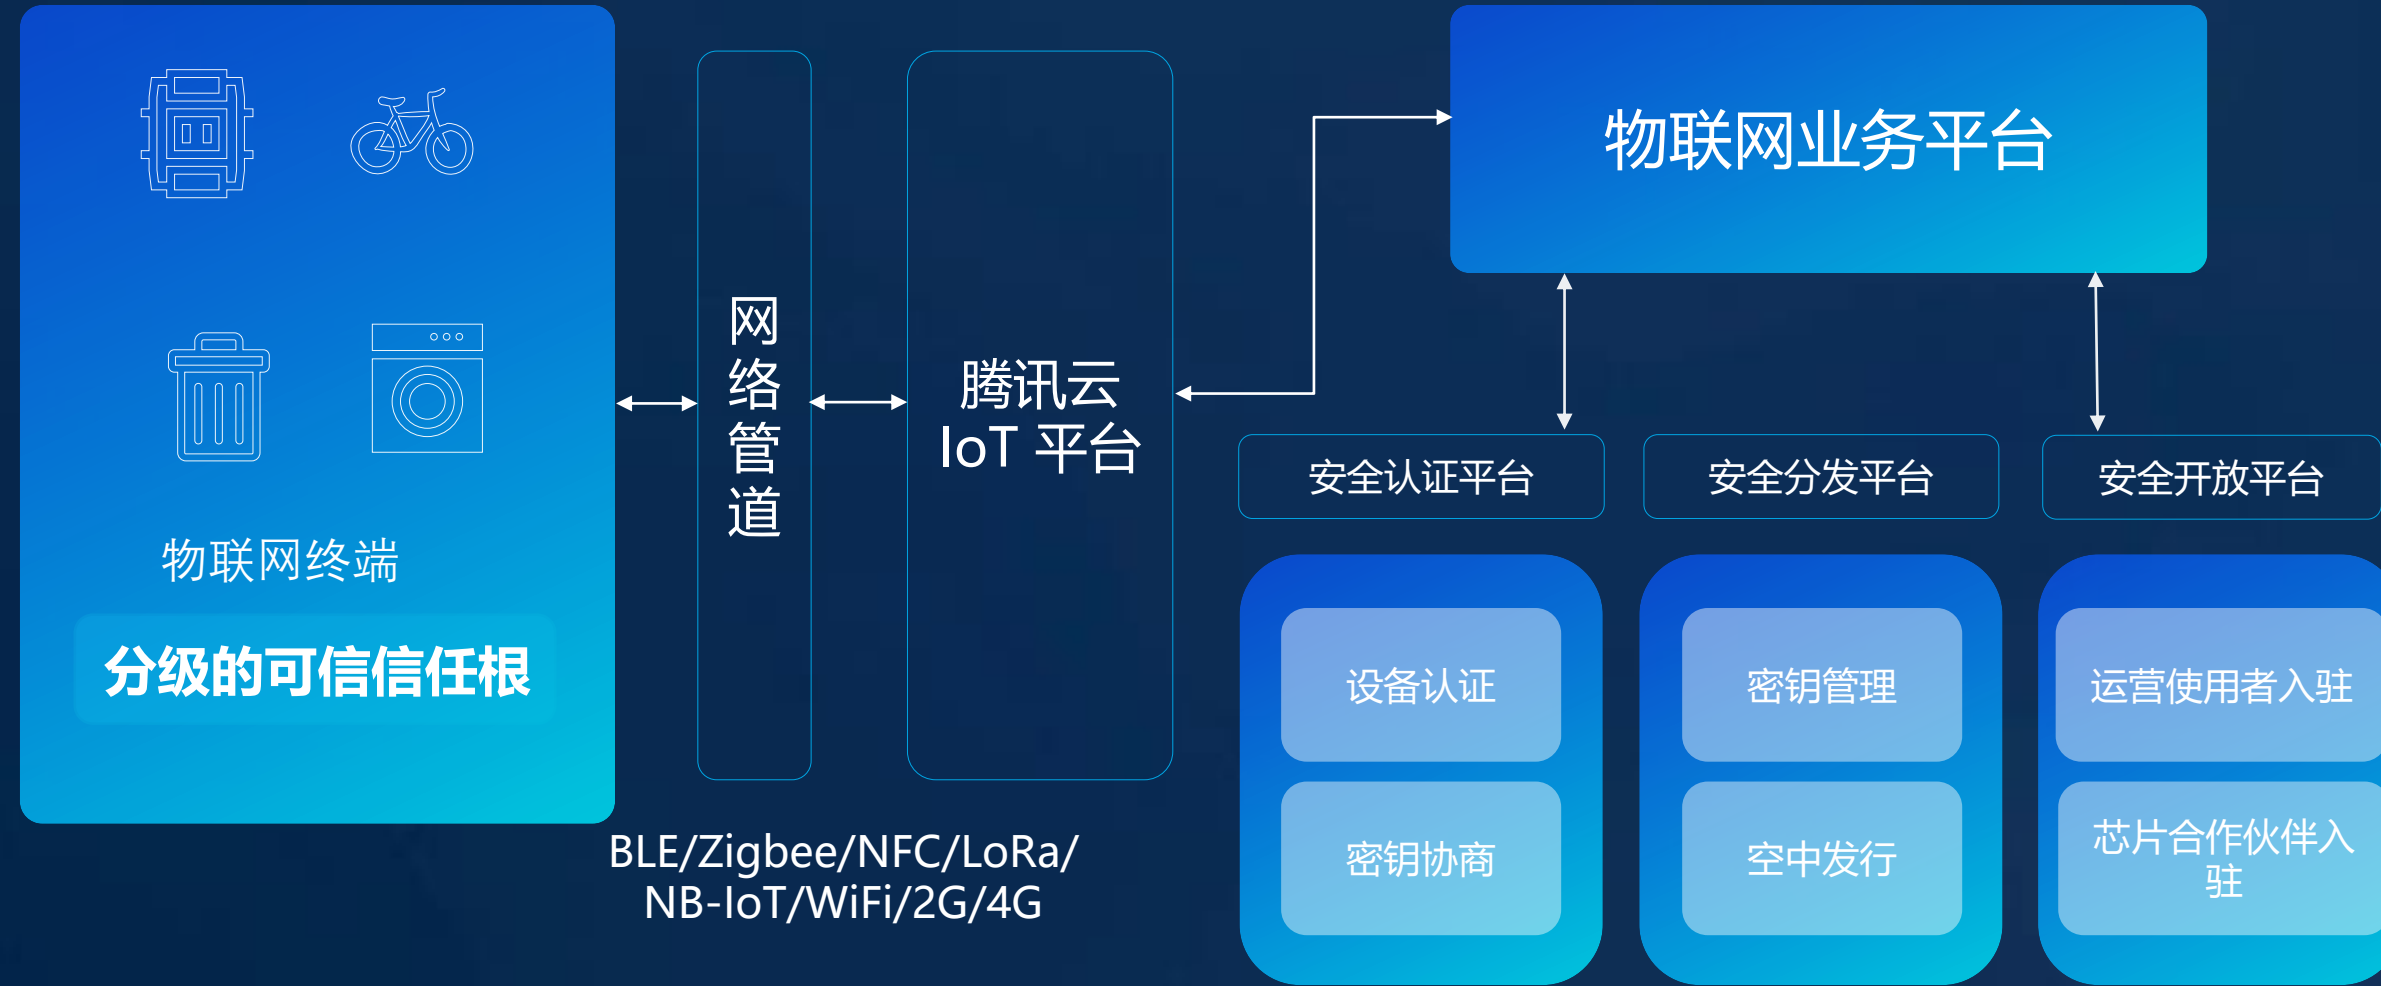 物联网终端
分级的可信信任根
网络管道
BLE/Zigbee/NFC/LoRa/
NB-IoT/WiFi/2G/4G
腾讯云
IoT 平台
物联网业务平台
安全认证平台
安全分发平台
安全开放平台
设备认证
密钥管理
运营使用者入驻
密钥协商
空中发行
芯片合作伙伴入
驻